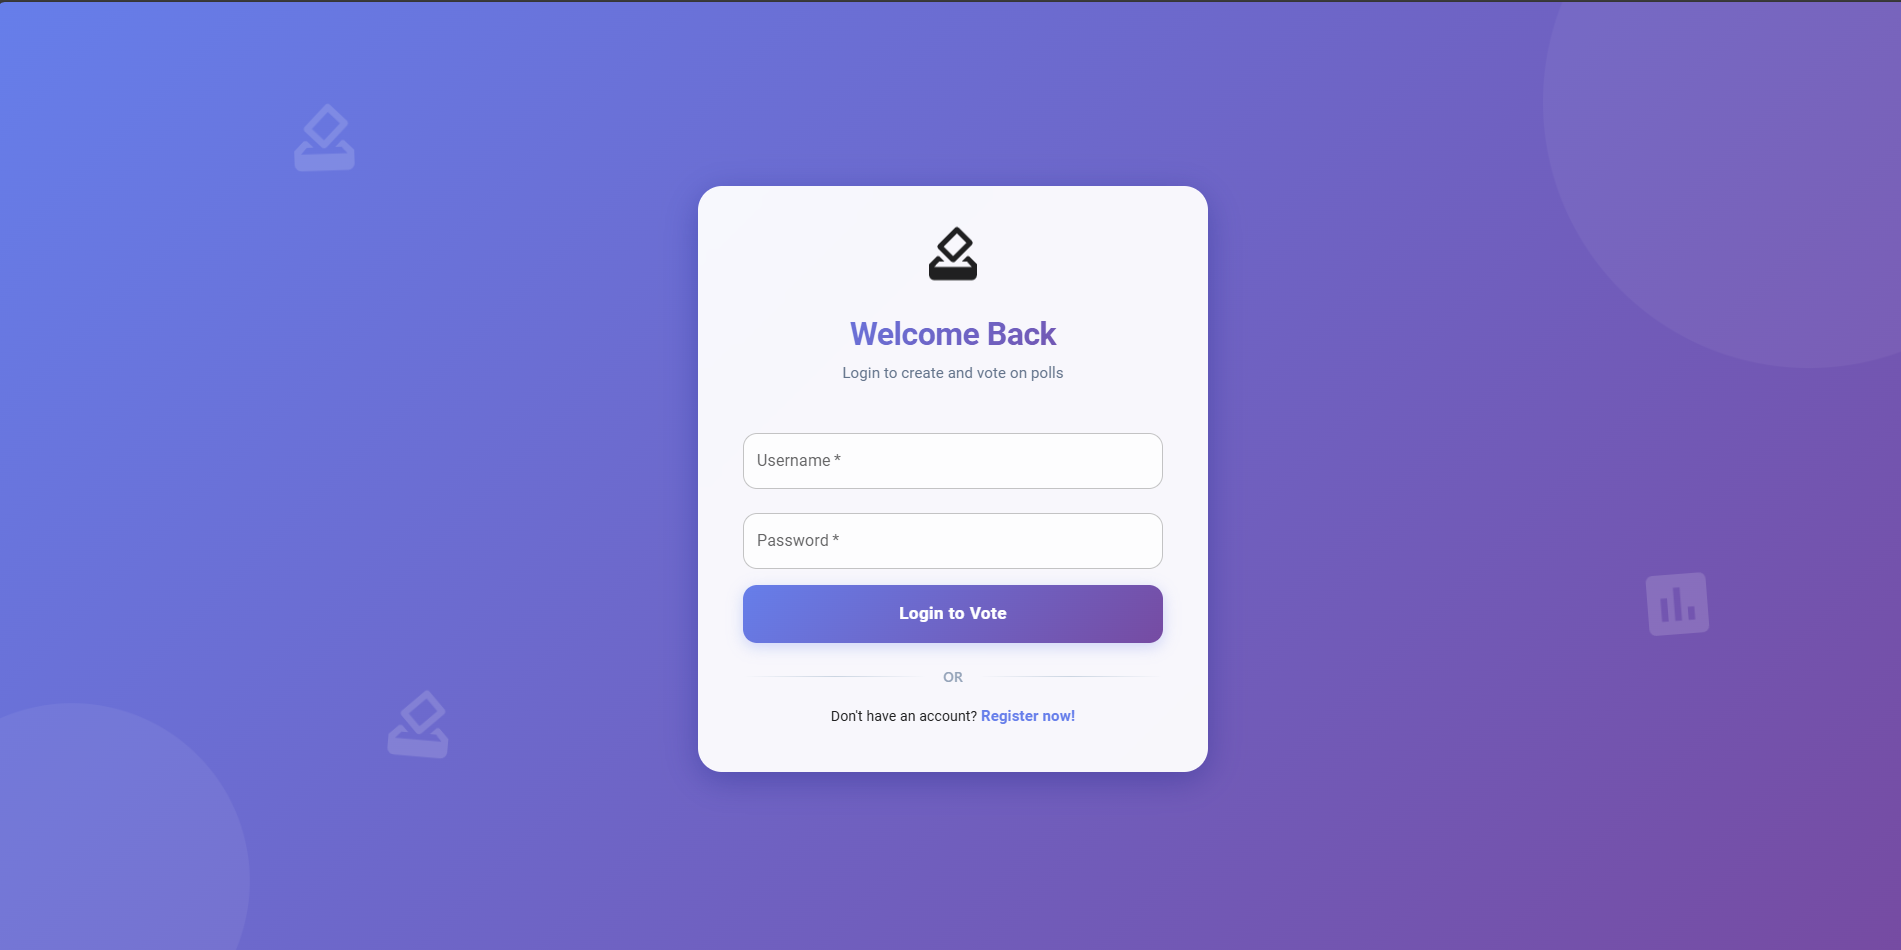 Welcome Back
Login to create and vote on polls
Username *
Password *
Login to Vote
OR
Don't have an account? Register now!